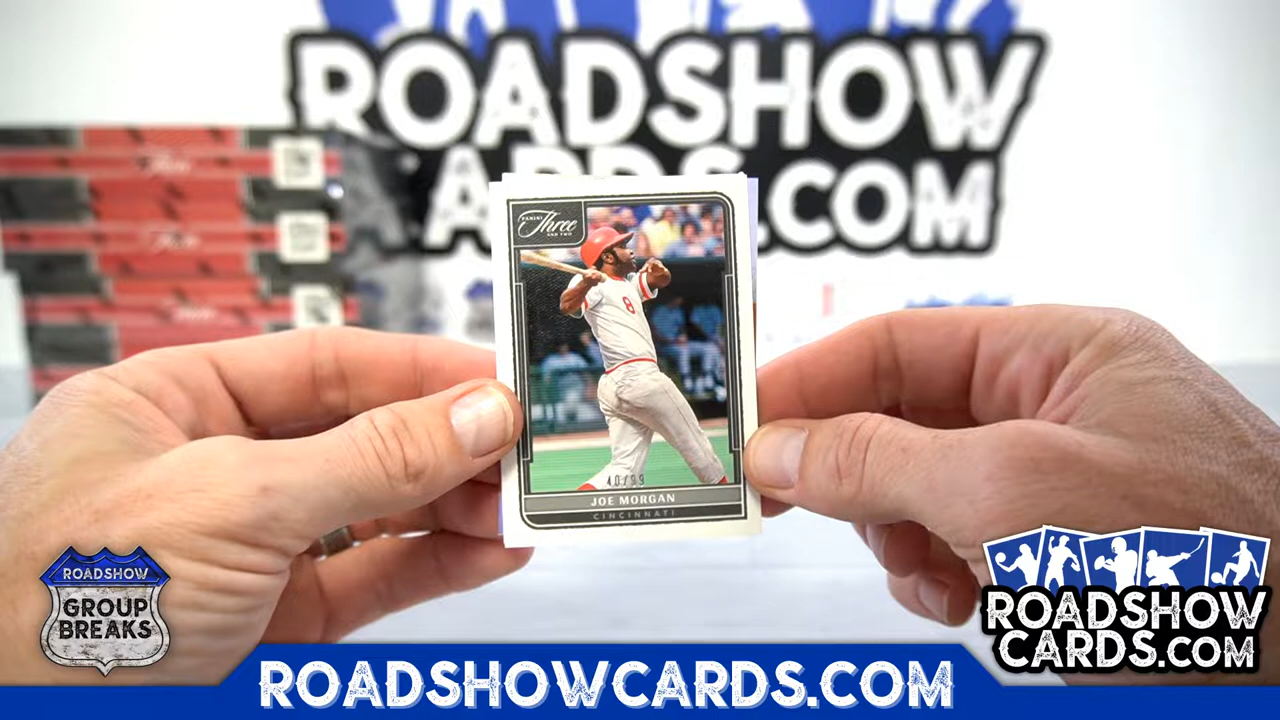 ROADSHOW
CARDS.COM
PANINI
Three
AND TWO
8
40/99
JOE MORGAN
CINCINNATI
ROADSHOW
GROUP
BREAKS
ROADSHOW
CARDS.COM
ROADSHOWCARDS.COM